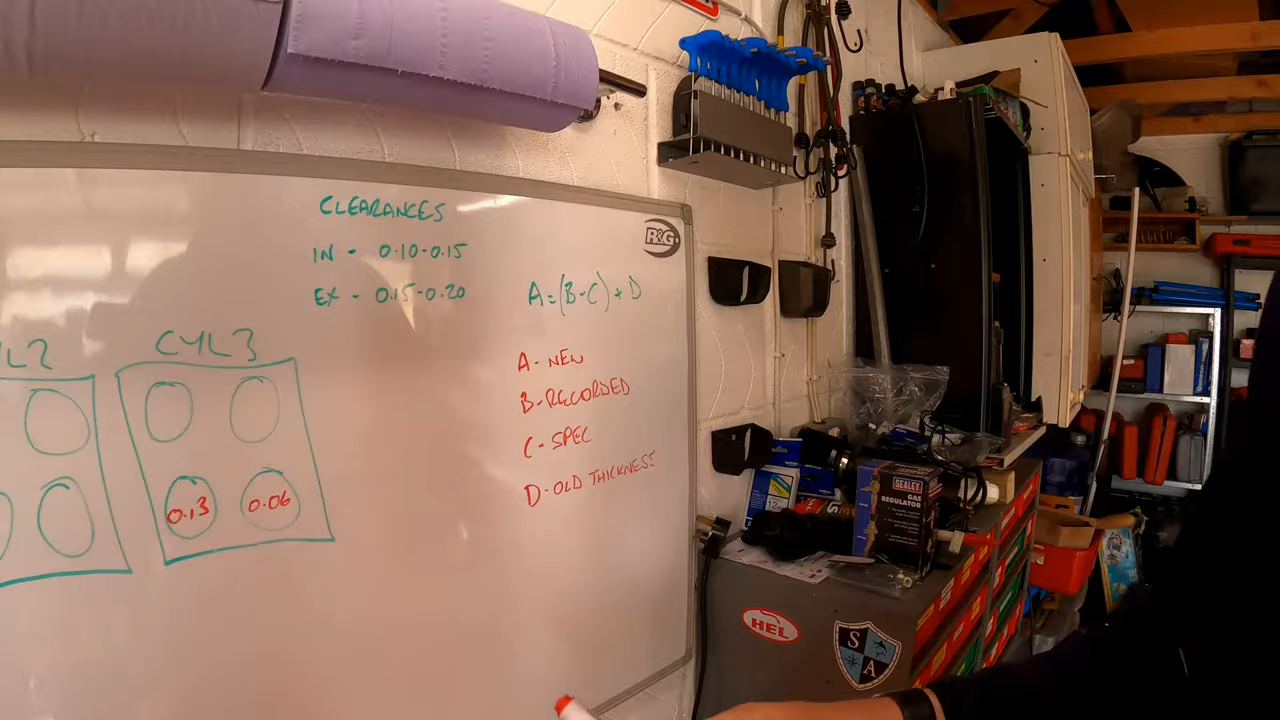 CLEARANCES
IN - 0.10-0.15
EX - 0.15-0.20
R&G
A=(B-C)+D
A-NEW
B-RECORDED
C-SPEC
D-OLD THICKNESS
CYL3
0.13
0.06
SEALEY
GAS
REGULATOR
HEL
S
A